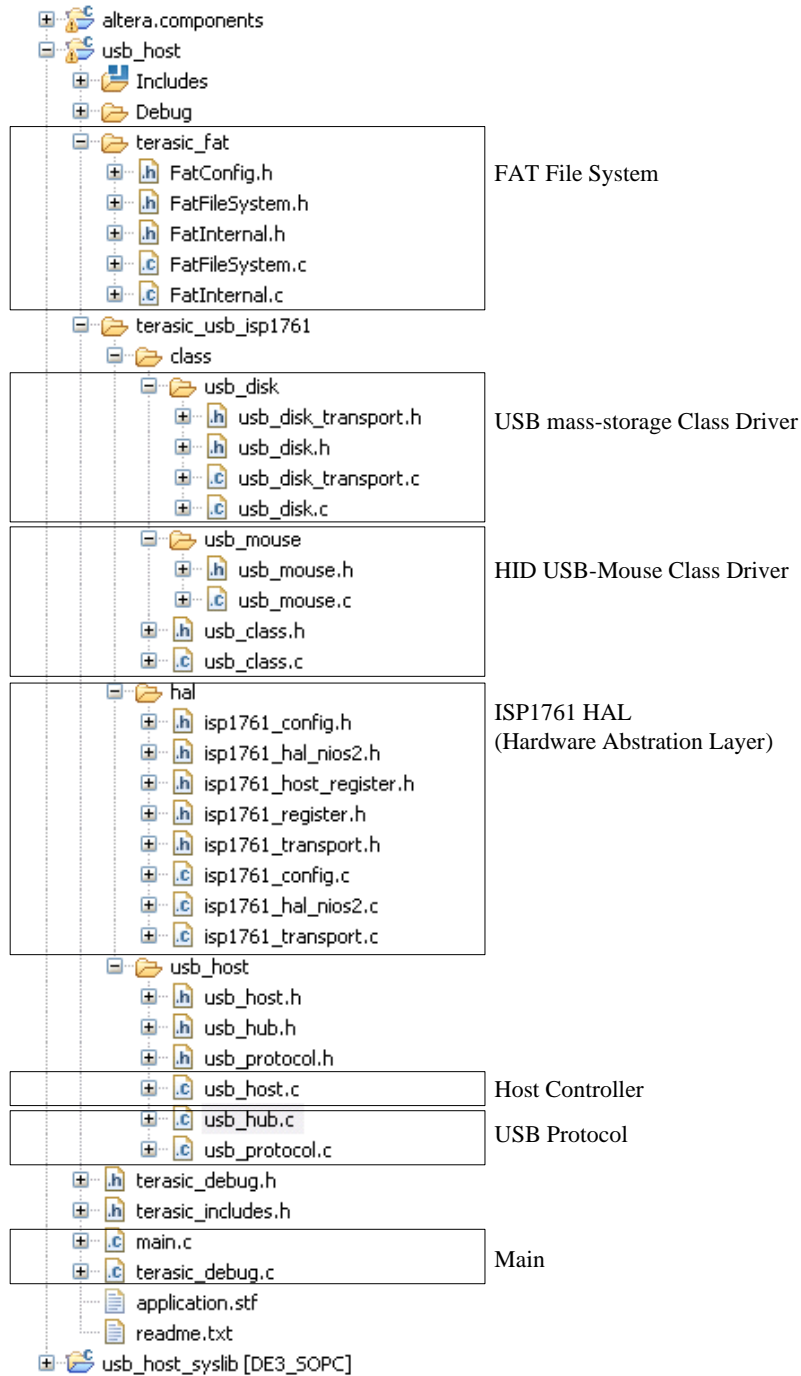 altera.components
usb_host
Includes
Debug
terasic_fat
FAT File System
FatConfig.h
FatFileSystem.h
FatInternal.h
FatFileSystem.c
FatInternal.c
terasic_usb_isp1761
class
usb_disk
USB mass-storage Class Driver
usb_disk_transport.h
usb_disk.h
usb_disk_transport.c
usb_disk.c
usb_mouse
HID USB-Mouse Class Driver
usb_mouse.h
usb_mouse.c
usb_class.h
usb_class.c
hal
ISP1761 HAL
(Hardware Abstration Layer)
isp1761_config.h
isp1761_hal_nios2.h
isp1761_host_register.h
isp1761_register.h
isp1761_transport.h
isp1761_config.c
isp1761_hal_nios2.c
isp1761_transport.c
usb_host
usb_host.h
usb_hub.h
usb_protocol.h
usb_host.c
Host Controller
usb_hub.c
USB Protocol
usb_protocol.c
terasic_debug.h
terasic_includes.h
main.c
Main
terasic_debug.c
application.stf
readme.txt
usb_host_syslib [DE3_SOPC]